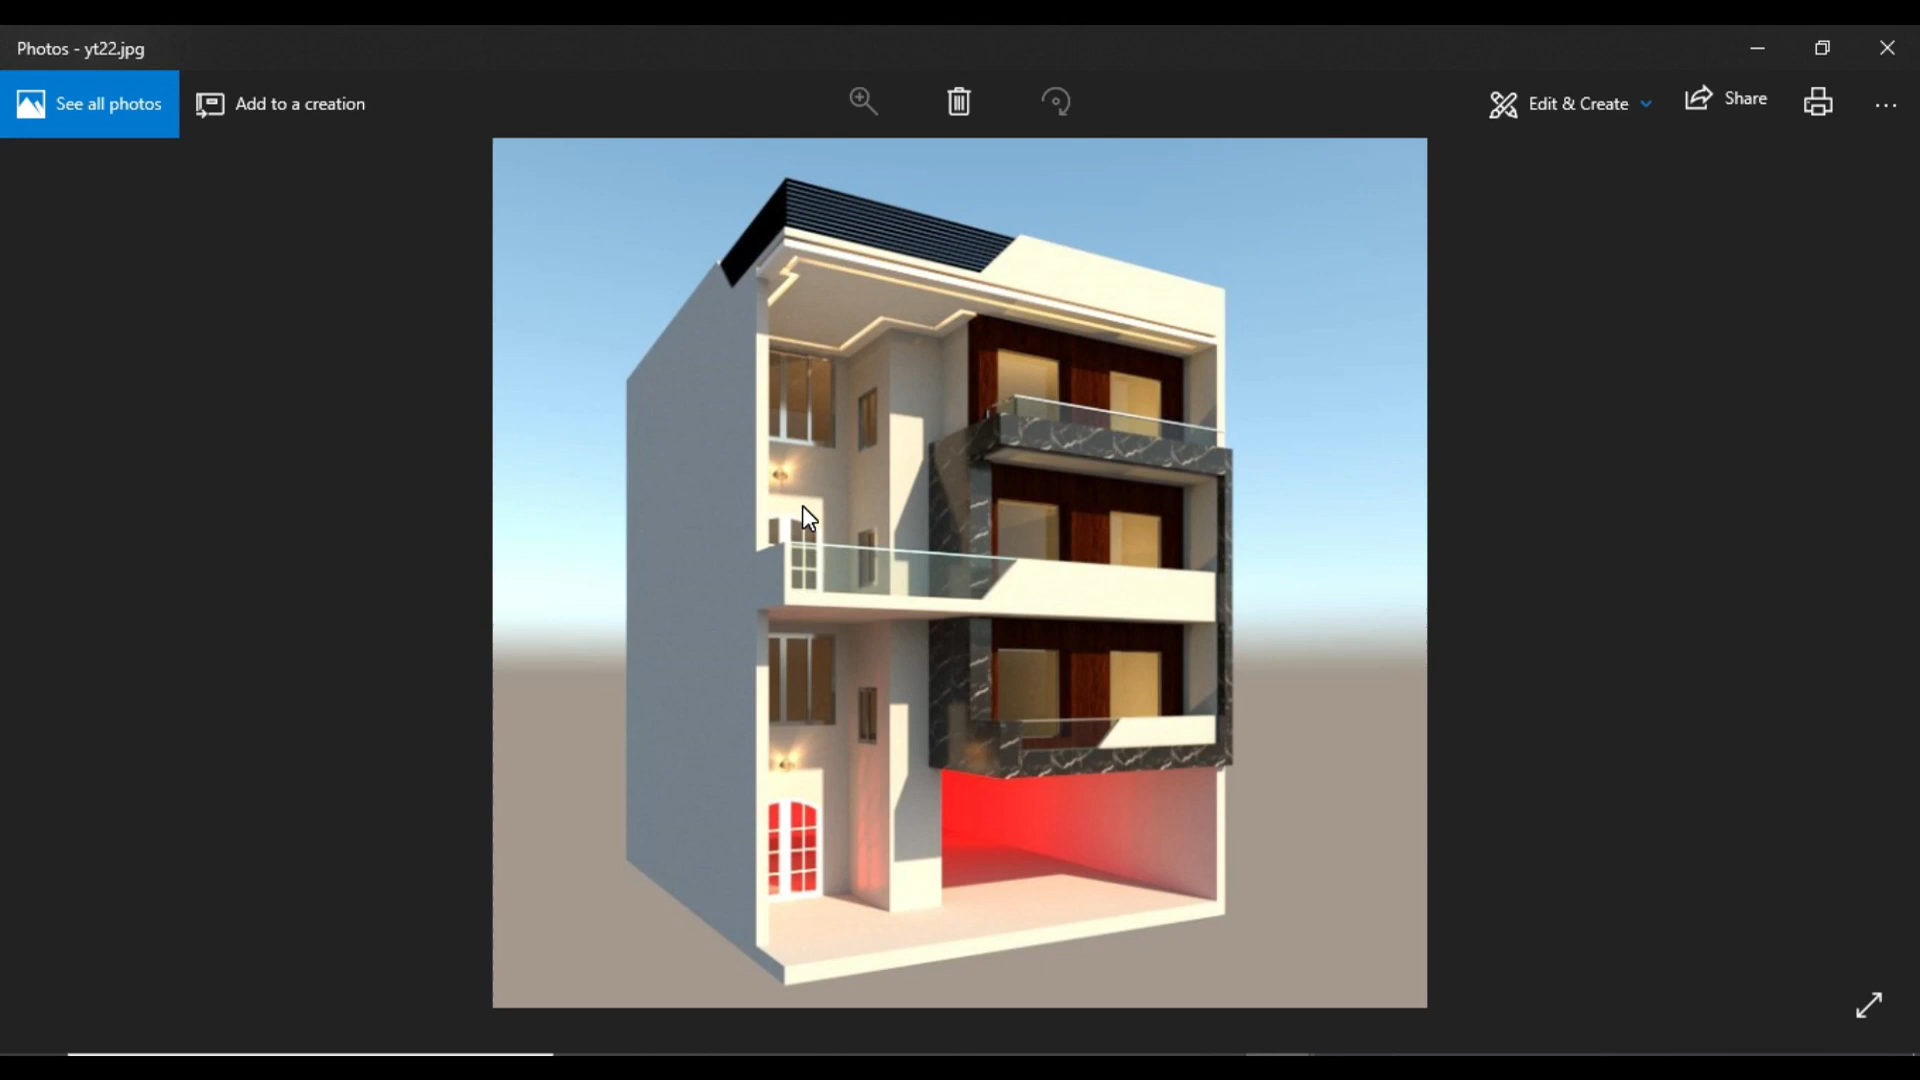 Photos - yt22.jpg
See all photos
Add to a creation
Edit & Create
Share